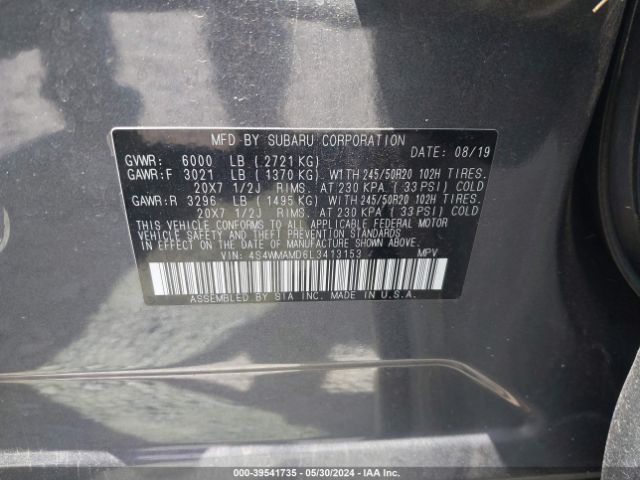 MFD BY SUBARU CORPORATION
DATE: 08/19
GVWR: 6000 LB ( 2721 KG)
GAWR:F 3021 LB ( 1370 KG) WITH 245/50R20 102H TIRES.
20X7 1/2J RIMS. AT 230 KPA ( 33 PSI) COLD
GAWR:R 3296 LB ( 1495 KG) WITH 245/50R20 102H TIRES.
20X7 1/2J RIMS. AT 230 KPA ( 33 PSI) COLD
THIS VEHICLE CONFORMS TO ALL APPLICABLE FEDERAL MOTOR
VEHICLE SAFETY AND THEFT PREVENTION STANDARDS IN
EFFECT ON THE DATE OF MANUFACTURE SHOWN ABOVE.
VIN: 4S4WMAMD6L3413153 MPV
ASSEMBLED BY SIA INC. MADE IN U.S.A.
000-39541735 - 05/30/2024 - IAA Inc.